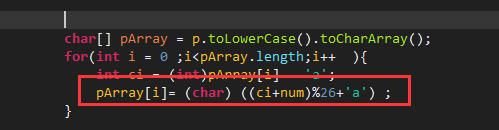 char[] pArray = p.toLowerCase().toCharArray();
for(int i = 0 ;i<pArray.length;i++  ){
int ci = (int)pArray[i] - 'a';
pArray[i]= (char) ((ci+num)%26+'a') ;
}